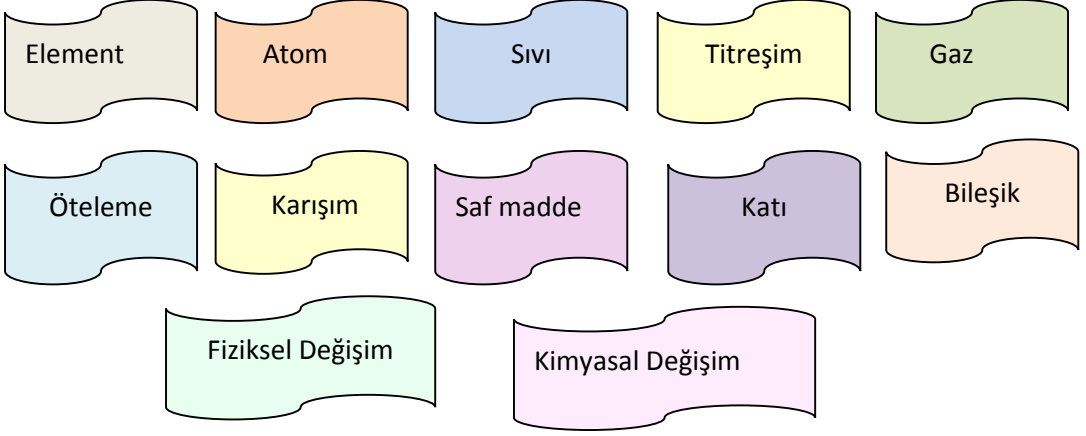 Element
Atom
Sıvı
Titreşim
Gaz
Öteleme
Karışım
Saf madde
Katı
Bileşik
Fiziksel Değişim
Kimyasal Değişim